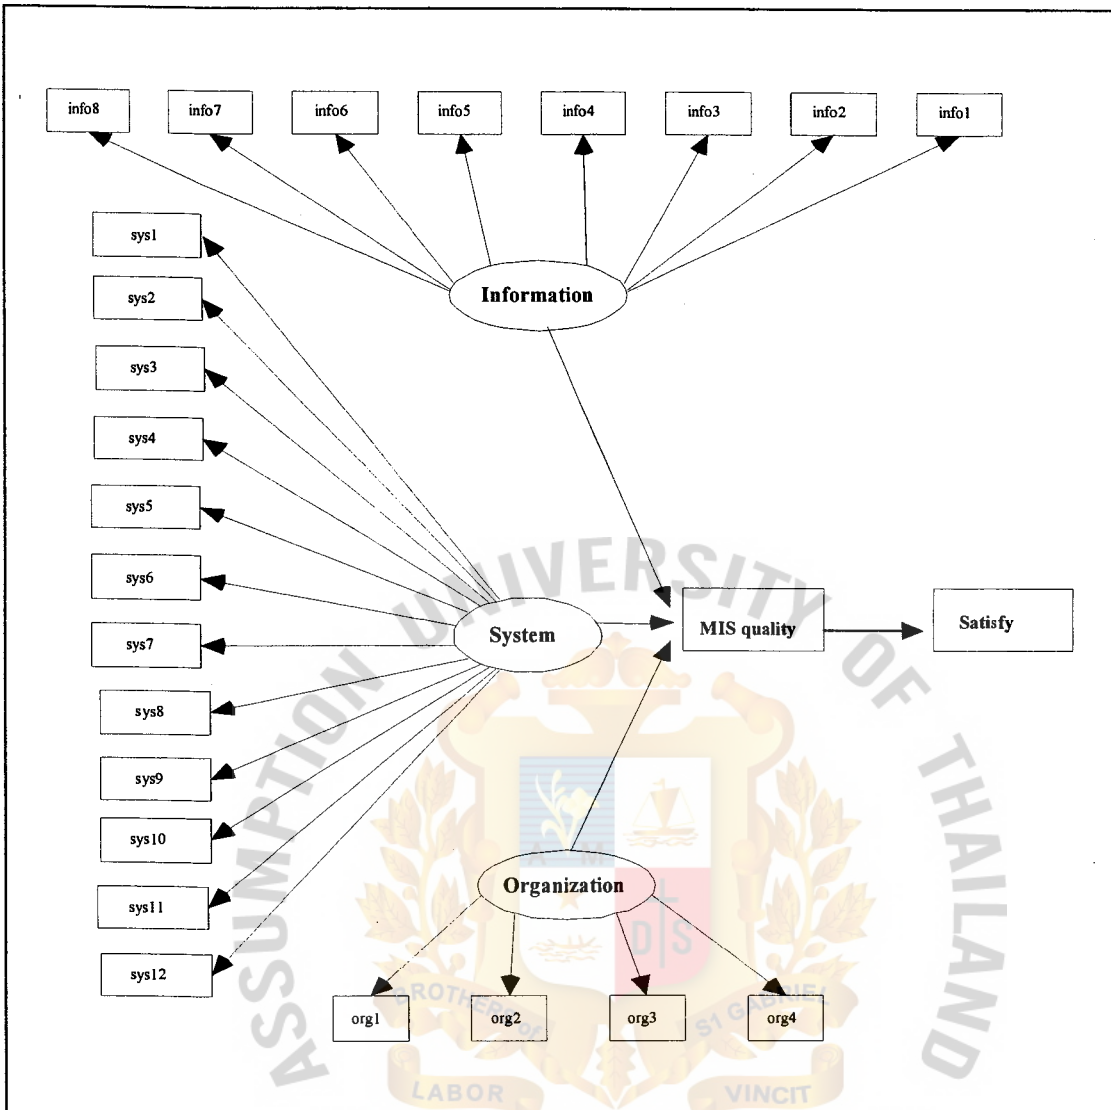 info8 info7 info6 info5 info4 info3 info2 info1
sys1
sys2
sys3
sys4
sys5
sys6
sys7
sys8
sys9
sys10
sys11
sys12
Information
System
MIS quality
Satisfy
Organization
org1 org2 org3 org4
ASSUMPTION UNIVERSITY OF THAILAND
A M
D S
BROTHERS of S1 GABRIEL
LABOR VINCIT